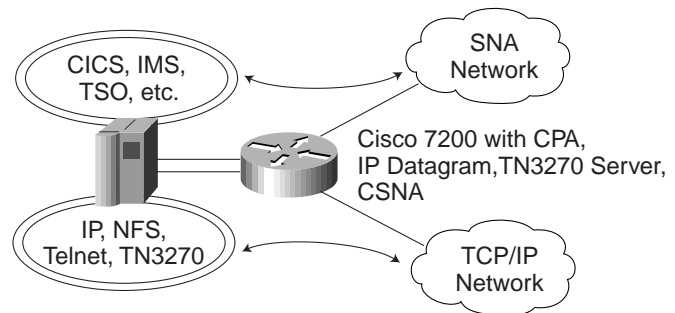 CICS, IMS,
TSO, etc.
SNA
Network
Cisco 7200 with CPA,
IP Datagram,TN3270 Server,
CSNA
IP, NFS,
Telnet, TN3270
TCP/IP
Network